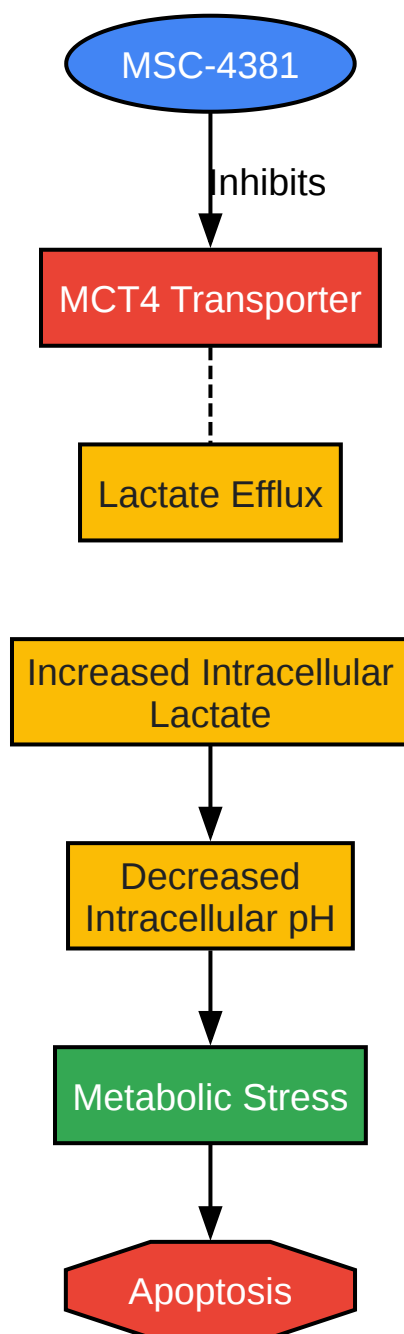 MSC-4381
Inhibits
MCT4 Transporter
Lactate Efflux
Increased Intracellular
Lactate
Decreased
Intracellular pH
Metabolic Stress
Apoptosis